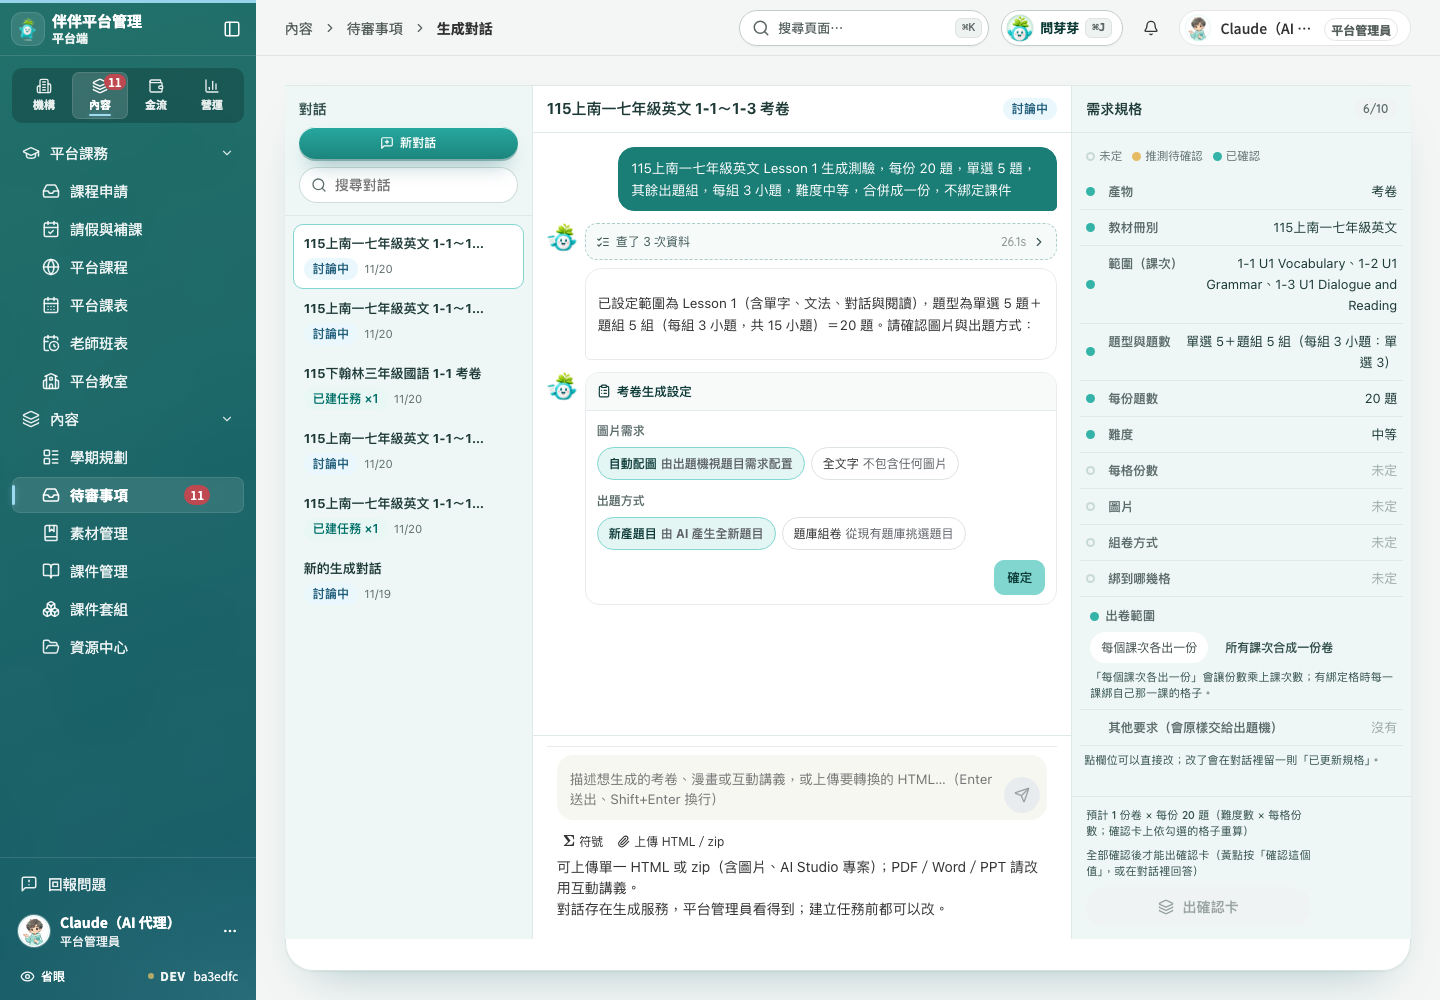 伴伴平台管理
平台端
機構
內容
11
金流
營運
平台課務
課程申請
請假與補課
平台課程
平台課表
老師班表
平台教室
內容
學期規劃
待審事項
11
素材管理
課件管理
課件套組
資源中心
回報問題
Claude（AI 代理）
平台管理員
省眼
DEV ba3edfc
內容 > 待審事項 > 生成對話
搜尋頁面⋯
⌘K
問芽芽
⌘J
Claude（AI ⋯
平台管理員
對話
新對話
搜尋對話
115上南一七年級英文 1-1～1...
討論中 11/20
115上南一七年級英文 1-1～1...
討論中 11/20
115下翰林三年級國語 1-1 考卷
已建任務 ×1 11/20
115上南一七年級英文 1-1～1...
討論中 11/20
115上南一七年級英文 1-1～1...
已建任務 ×1 11/20
新的生成對話
討論中 11/19
115上南一七年級英文 1-1～1-3 考卷
討論中
115上南一七年級英文 Lesson 1 生成測驗，每份 20 題，單選 5 題，
其餘出題組，每組 3 小題，難度中等，合併成一份，不綁定課件
查了 3 次資料
26.1s
已設定範圍為 Lesson 1（含單字、文法、對話與閱讀），題型為單選 5 題＋
題組 5 組（每組 3 小題，共 15 小題）＝20 題。請確認圖片與出題方式：
考卷生成設定
圖片需求
自動配圖 由出題機視題目需求配置
全文字 不包含任何圖片
出題方式
新產題目 由 AI 產生全新題目
題庫組卷 從現有題庫挑選題目
確定
描述想生成的考卷、漫畫或互動講義，或上傳要轉換的 HTML...（Enter
送出、Shift+Enter 換行）
Σ 符號
上傳 HTML / zip
可上傳單一 HTML 或 zip（含圖片、AI Studio 專案）；PDF / Word / PPT 請改
用互動講義。
對話存在生成服務，平台管理員看得到；建立任務前都可以改。
需求規格
6/10
未定
推測待確認
已確認
產物
考卷
教材冊別
115上南一七年級英文
範圍（課次）
1-1 U1 Vocabulary、1-2 U1
Grammar、1-3 U1 Dialogue and
Reading
題型與題數
單選 5＋題組 5 組（每組 3 小題：單
選 3）
每份題數
20 題
難度
中等
每格份數
未定
圖片
未定
組卷方式
未定
綁到哪幾格
未定
出卷範圍
每個課次各出一份
所有課次合成一份卷
「每個課次各出一份」會讓份數乘上課次數；有綁定格時每一
課綁自己那一課的格子。
其他要求（會原樣交給出題機）
沒有
點欄位可以直接改；改了會在對話裡留一則「已更新規格」。
預計 1 份卷 × 每份 20 題（難度數 × 每格份
數；確認卡上依勾選的格子重算）
全部確認後才能出確認卡（黃點按「確認這個
值」，或在對話裡回答）
出確認卡